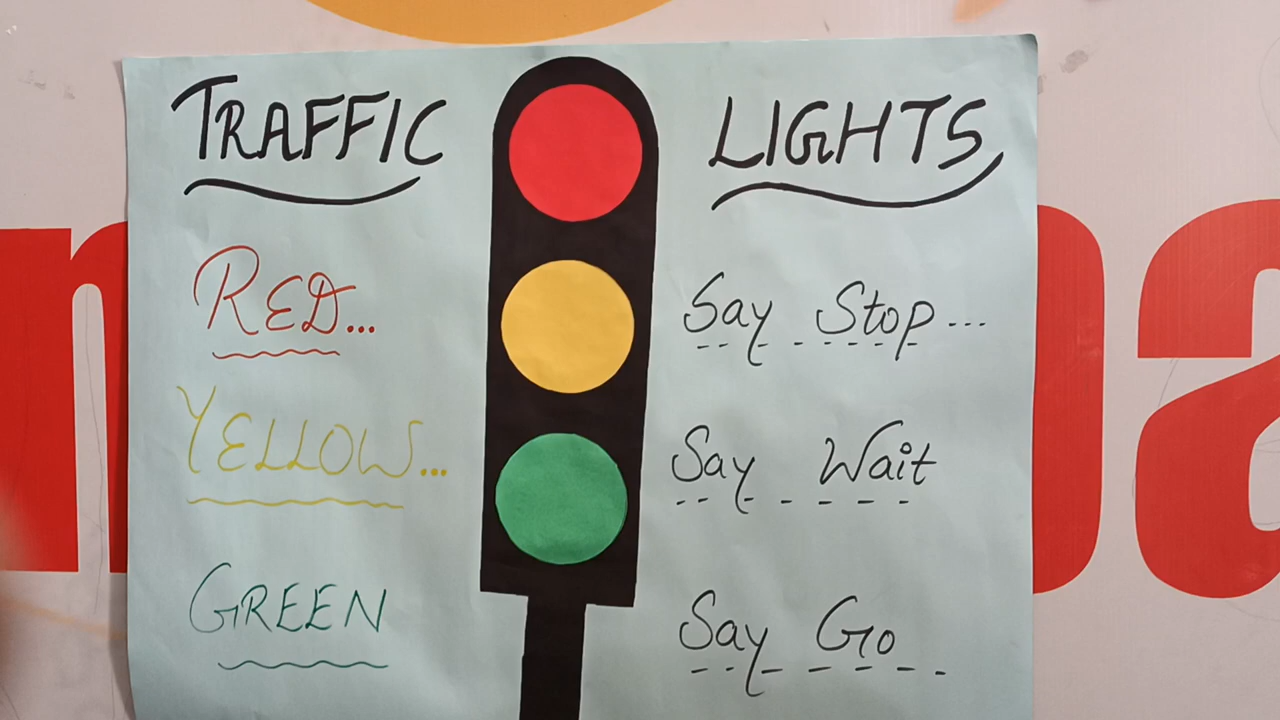 TRAFFIC LIGHTS
RED... Say Stop...
YELLOW... Say Wait
GREEN Say Go